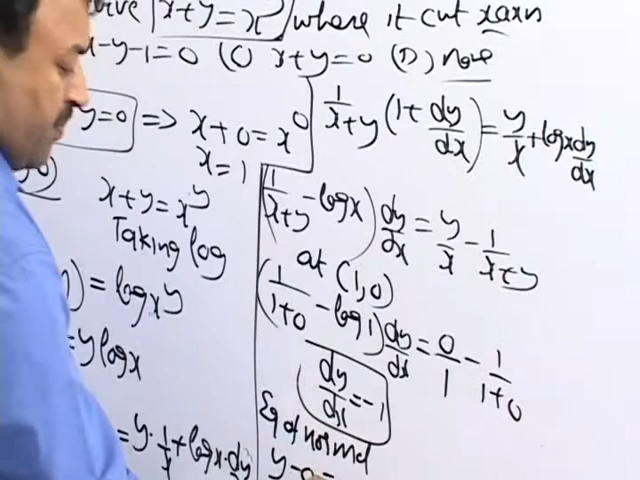 x+y = x^y where it cut x axis
x-y-1=0 (C) x+y=0 (D) None
y=0 => x+0 = x^0
x=1
x+y = x^y
Taking log
) = log x^y
= y log x
= y. 1/x + log x. dy
1/x+y (1+ dy/dx) = y/x + log x dy/dx
(1/x+y - log x) dy/dx = y/x - 1/x+y
at (1,0)
(1/1+0 - log 1) dy/dx = 0/1 - 1/1+0
dy/dx = -1
Eq of normal
y-0 =